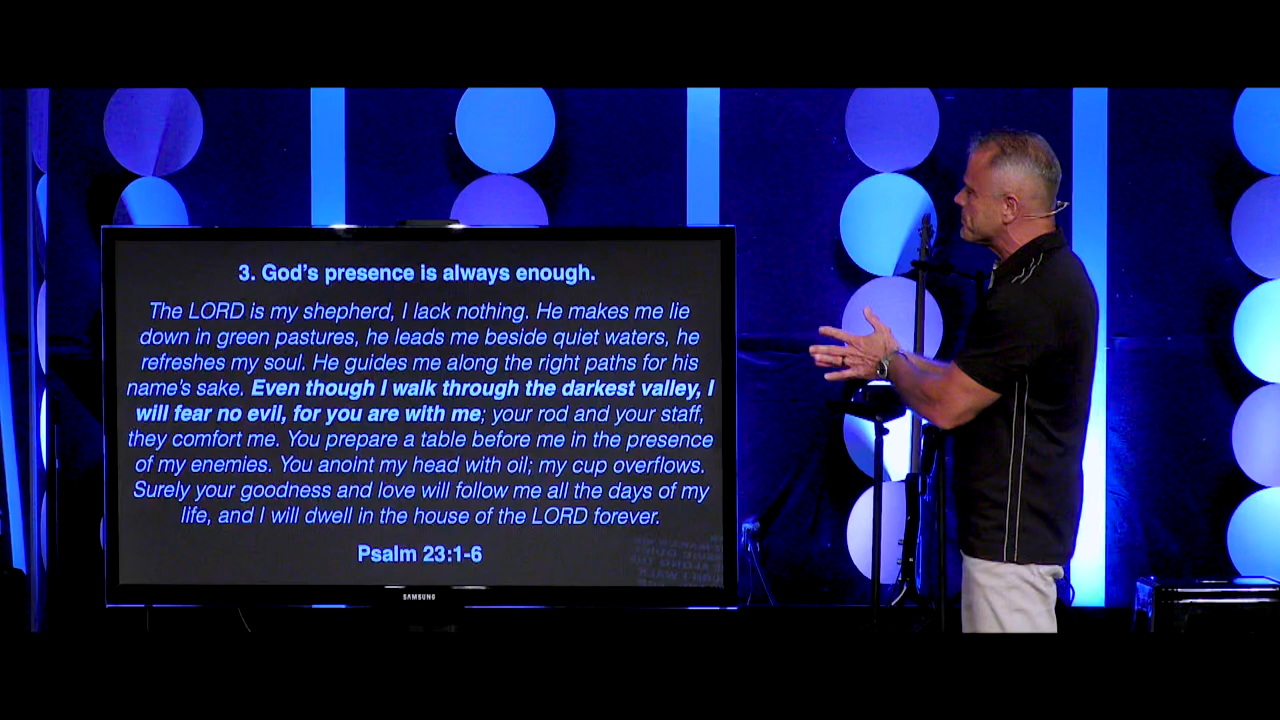 3. God's presence is always enough.
The LORD is my shepherd, I lack nothing. He makes me lie
down in green pastures, he leads me beside quiet waters, he
refreshes my soul. He guides me along the right paths for his
name's sake. Even though I walk through the darkest valley, I
will fear no evil, for you are with me; your rod and your staff,
they comfort me. You prepare a table before me in the presence
of my enemies. You anoint my head with oil; my cup overflows.
Surely your goodness and love will follow me all the days of my
life, and I will dwell in the house of the LORD forever.
Psalm 23:1-6
SAMSUNG